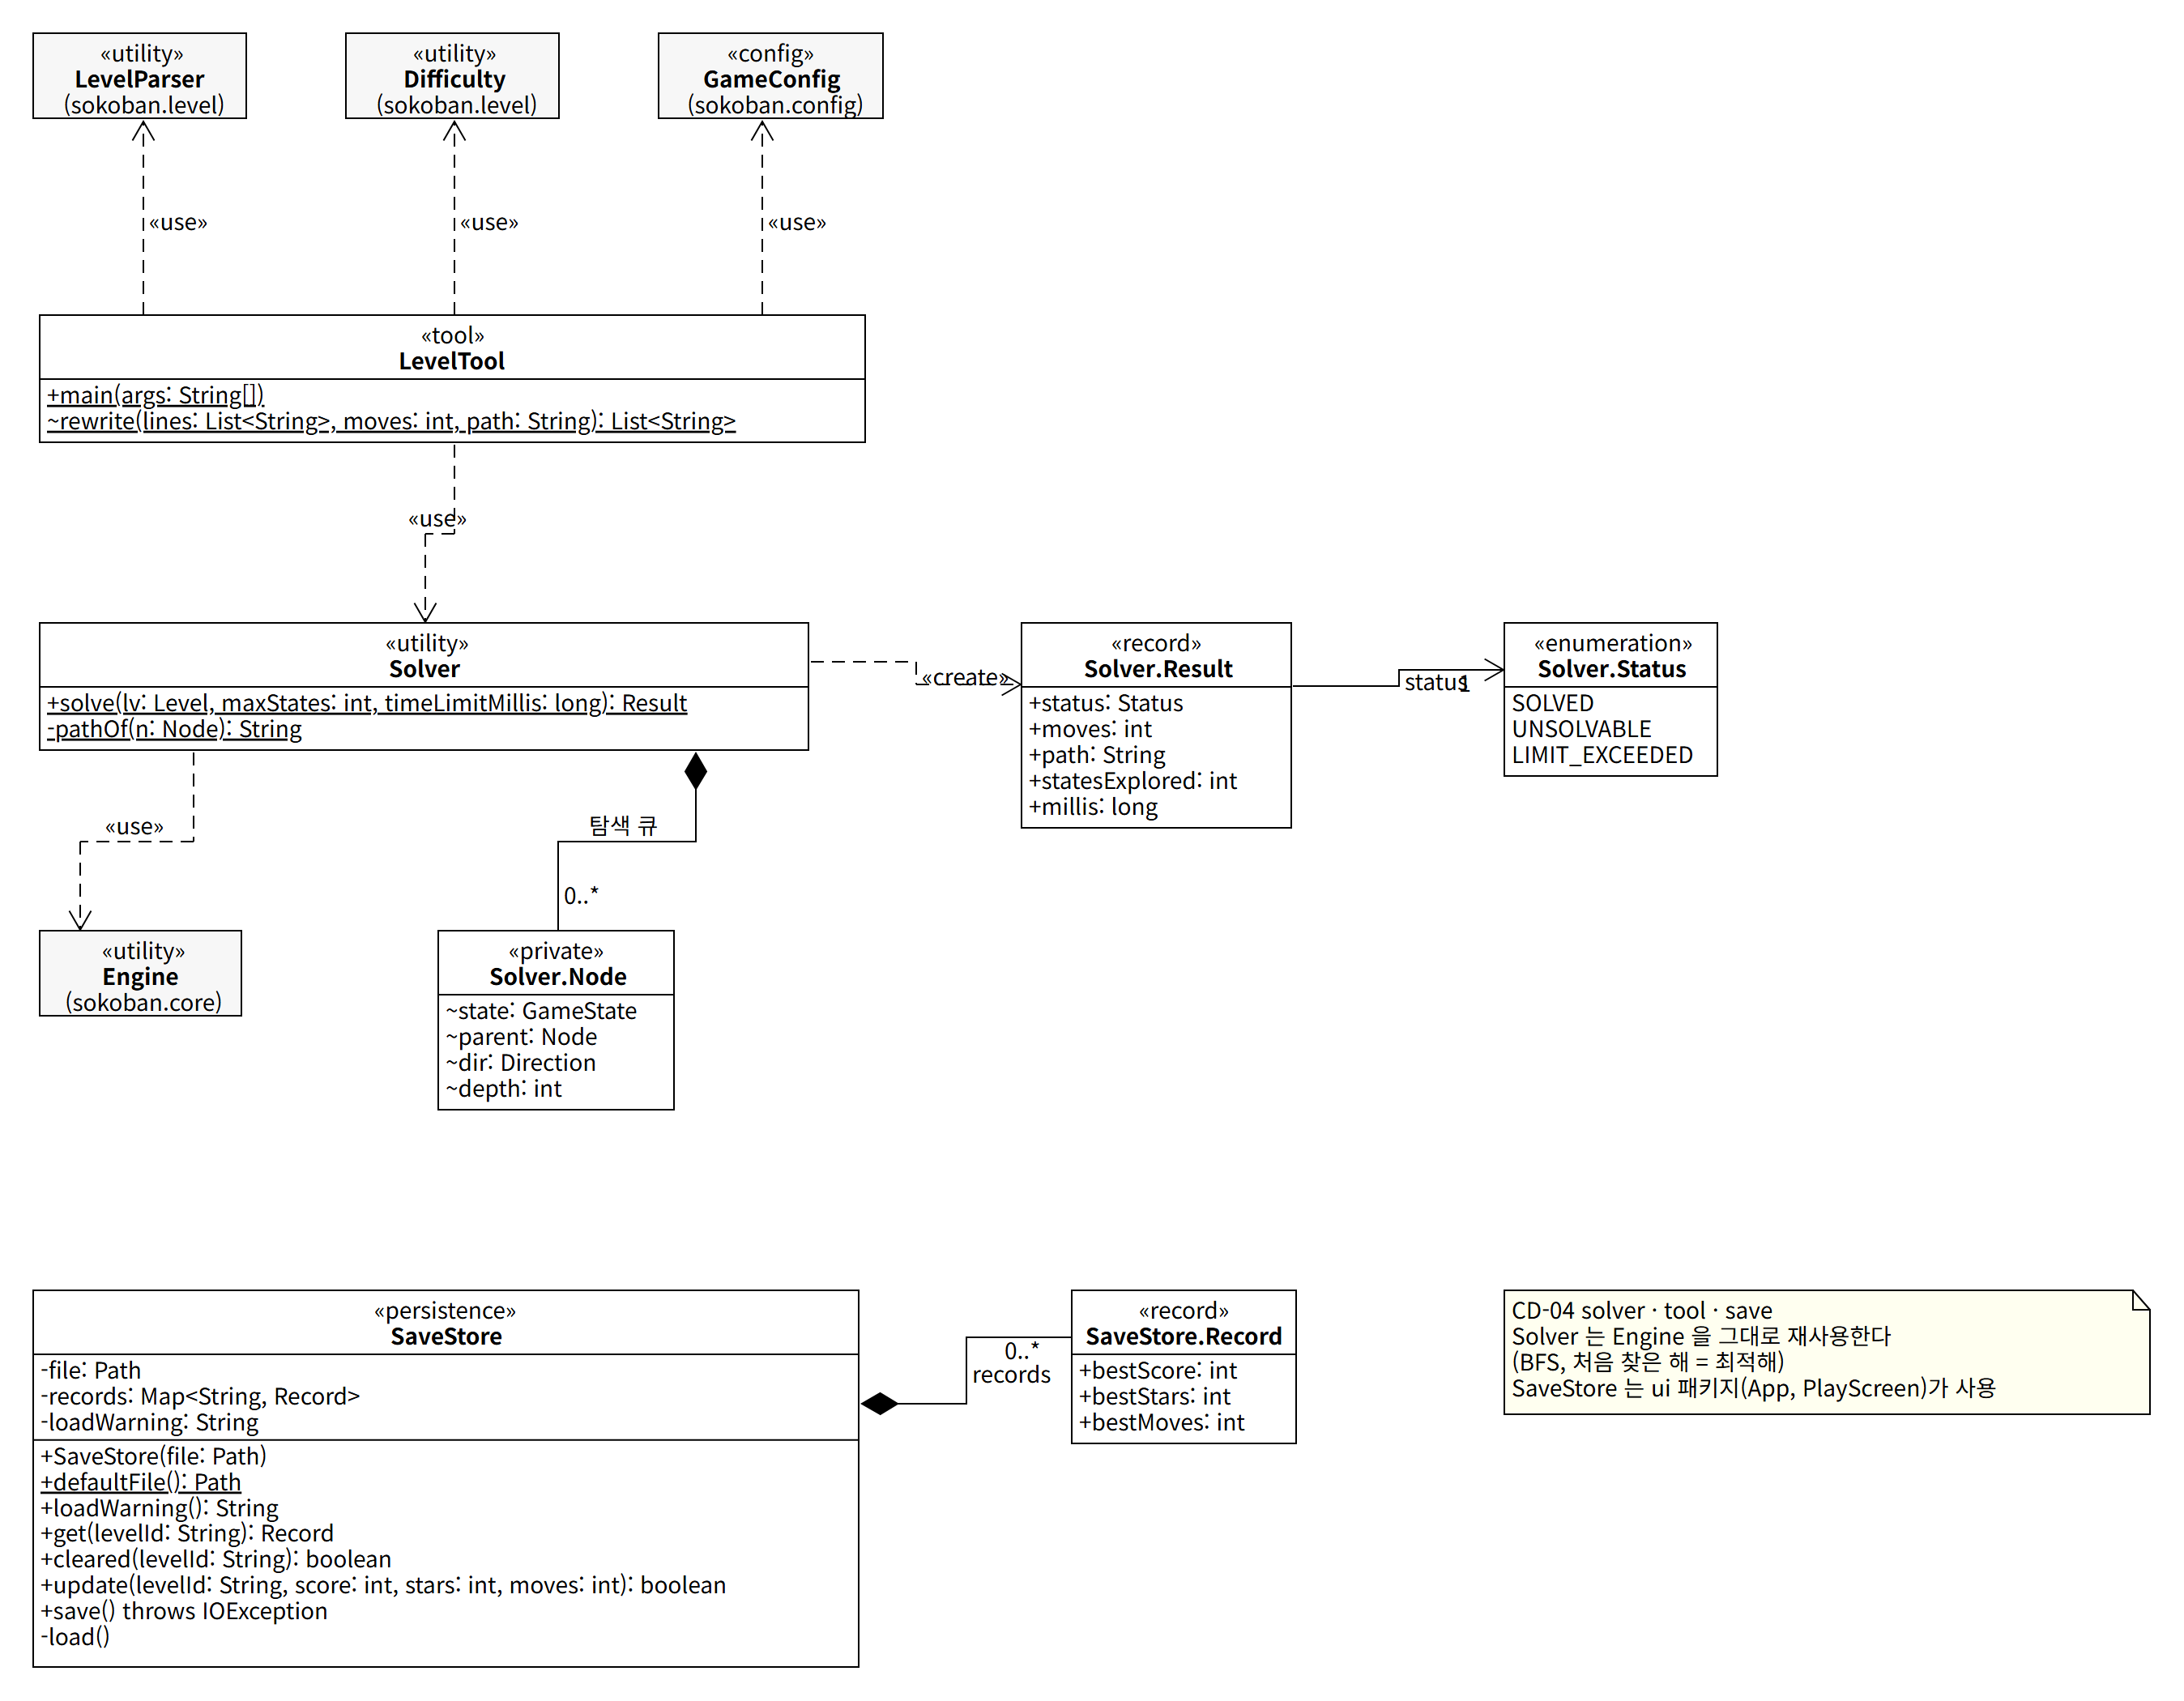 «utility»
LevelParser
(sokoban.level)
«utility»
Difficulty
(sokoban.level)
«config»
GameConfig
(sokoban.config)
«use»
«use»
«use»
«tool»
LevelTool
+main(args: String[])
~rewrite(lines: List<String>, moves: int, path: String): List<String>
«use»
«utility»
Solver
+solve(lv: Level, maxStates: int, timeLimitMillis: long): Result
-pathOf(n: Node): String
«create»
«record»
Solver.Result
+status: Status
+moves: int
+path: String
+statesExplored: int
+millis: long
status
1
«enumeration»
Solver.Status
SOLVED
UNSOLVABLE
LIMIT_EXCEEDED
«use»
탐색 큐
0..*
«utility»
Engine
(sokoban.core)
«private»
Solver.Node
~state: GameState
~parent: Node
~dir: Direction
~depth: int
«persistence»
SaveStore
-file: Path
-records: Map<String, Record>
-loadWarning: String
+SaveStore(file: Path)
+defaultFile(): Path
+loadWarning(): String
+get(levelId: String): Record
+cleared(levelId: String): boolean
+update(levelId: String, score: int, stars: int, moves: int): boolean
+save() throws IOException
-load()
0..*
records
«record»
SaveStore.Record
+bestScore: int
+bestStars: int
+bestMoves: int
CD-04 solver · tool · save
Solver 는 Engine 을 그대로 재사용한다
(BFS, 처음 찾은 해 = 최적해)
SaveStore 는 ui 패키지(App, PlayScreen)가 사용